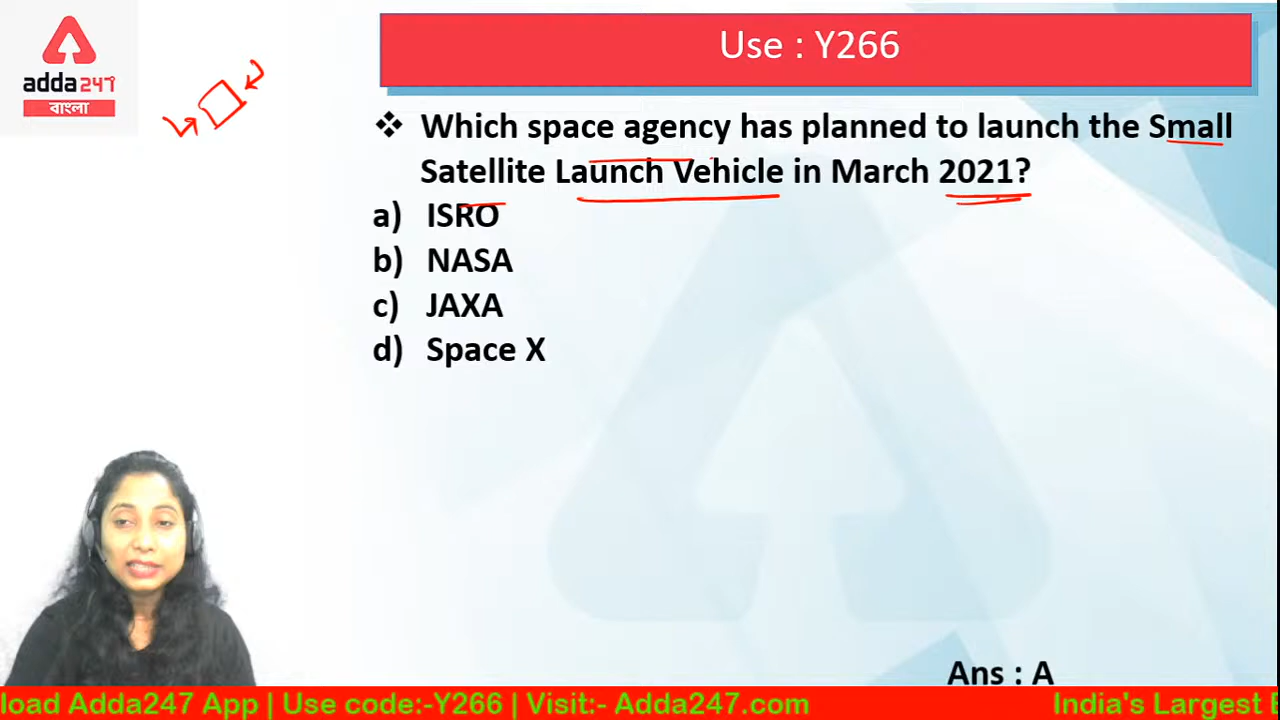 adda247
বাংলা
Use : Y266
❖ Which space agency has planned to launch the Small
Satellite Launch Vehicle in March 2021?
a) ISRO
b) NASA
c) JAXA
d) Space X
Ans : A
load Adda247 App | Use code:-Y266 | Visit:- Adda247.com
India's Largest E